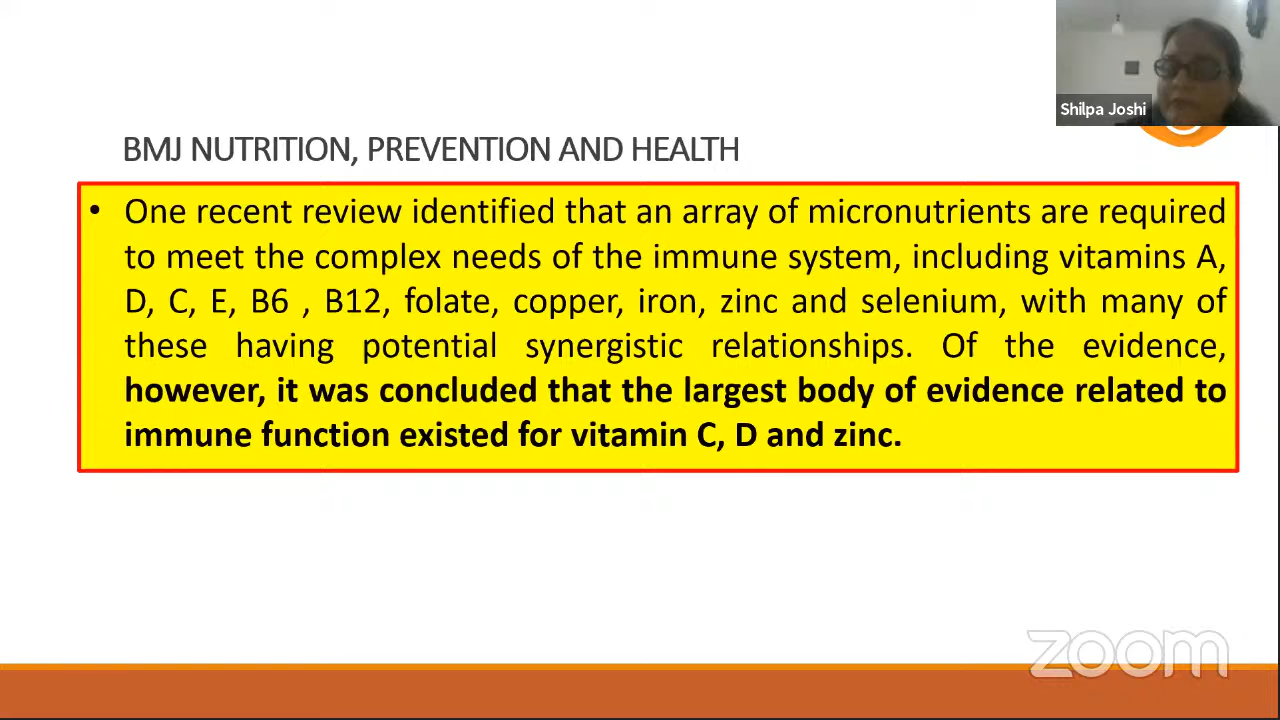 Shilpa Joshi
BMJ NUTRITION, PREVENTION AND HEALTH
• One recent review identified that an array of micronutrients are required
to meet the complex needs of the immune system, including vitamins A,
D, C, E, B6 , B12, folate, copper, iron, zinc and selenium, with many of
these having potential synergistic relationships. Of the evidence,
however, it was concluded that the largest body of evidence related to
immune function existed for vitamin C, D and zinc.
zoom